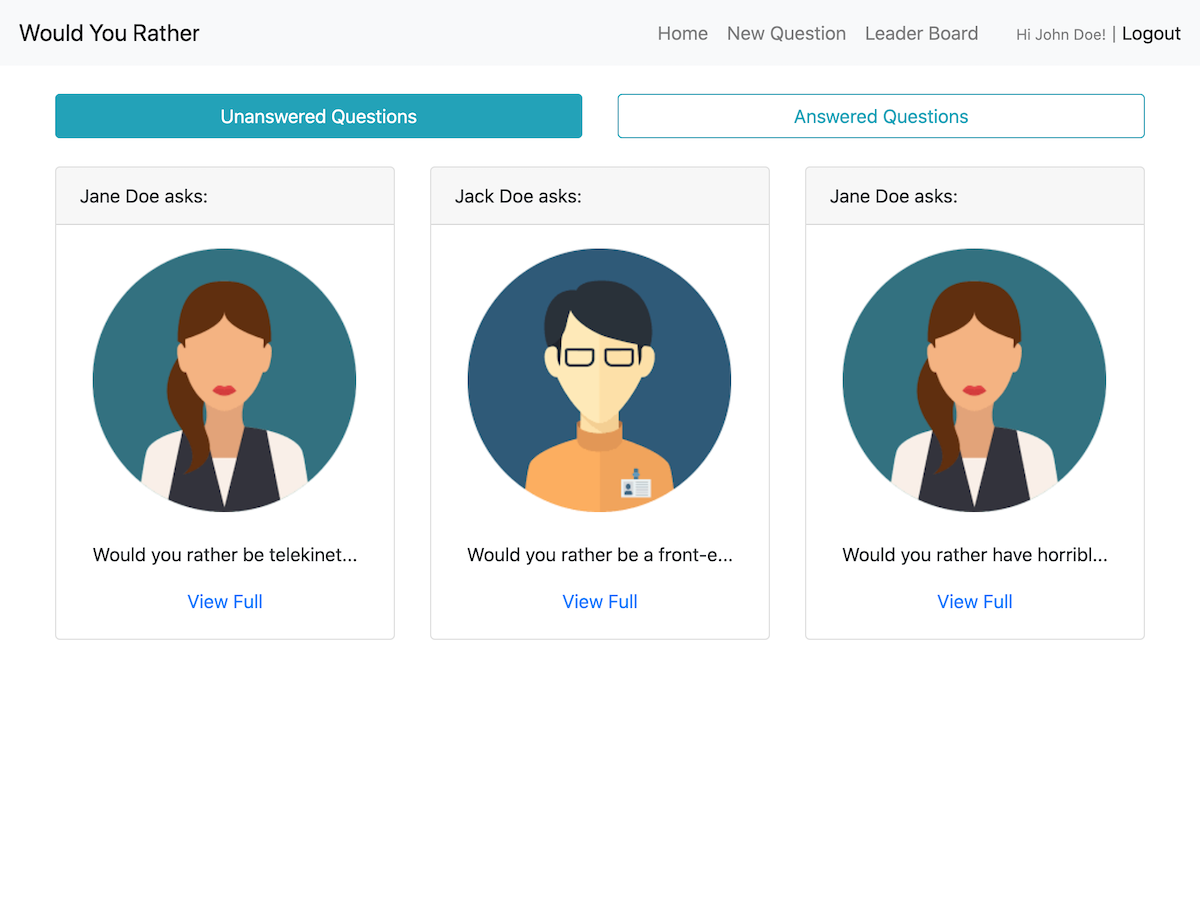 Would You Rather
Home New Question Leader Board Hi John Doe! | Logout
Unanswered Questions Answered Questions
Jane Doe asks:
Would you rather be telekinet...
View Full
Jack Doe asks:
Would you rather be a front-e...
View Full
Jane Doe asks:
Would you rather have horribl...
View Full